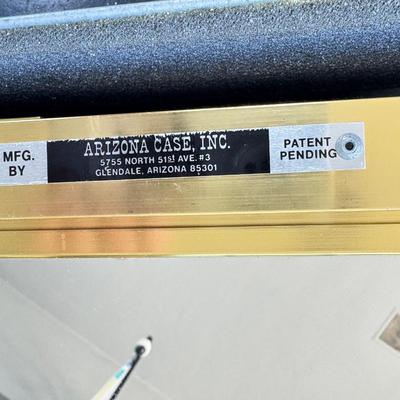 MFG.
BY
ARIZONA CASE, INC.
5755 NORTH 51st AVE. #3
GLENDALE, ARIZONA 85301
PATENT
PENDING